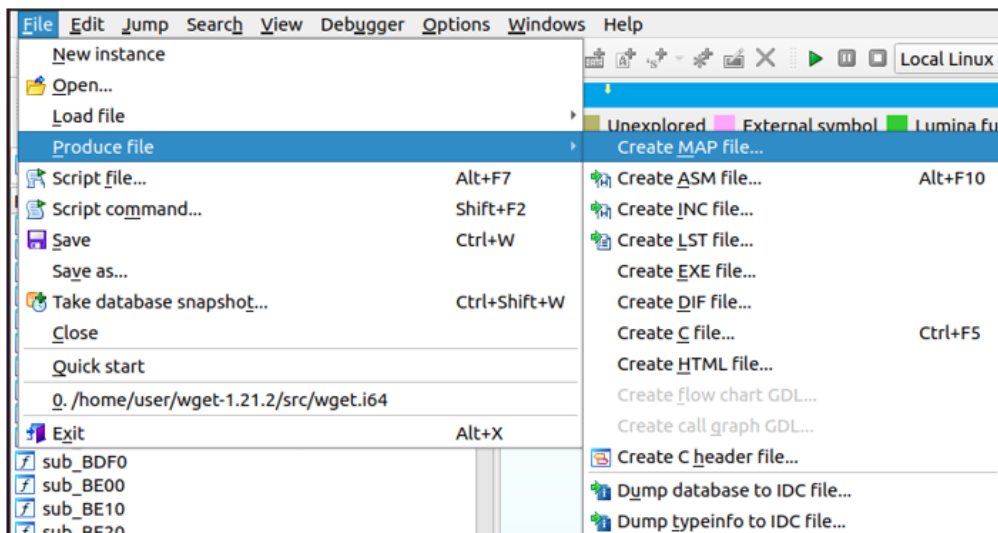 File Edit Jump Search View Debugger Options Windows Help
New instance
Local Linux
Open...
Load file
Unexplored External symbol Lumina fu
Produce file
Create MAP file...
Script file... Alt+F7
Create ASM file... Alt+F10
Script command... Shift+F2
Create INC file...
Save Ctrl+W
Create LST file...
Save as...
Create EXE file...
Take database snapshot... Ctrl+Shift+W
Create DIF file...
Close
Create C file... Ctrl+F5
Quick start
Create HTML file...
0. /home/user/wget-1.21.2/src/wget.i64
Create flow chart GDL...
Exit Alt+X
Create call graph GDL...
sub_BDF0
Create C header file...
sub_BE00
Dump database to IDC file...
sub_BE10
Dump typeinfo to IDC file...
sub_BE20